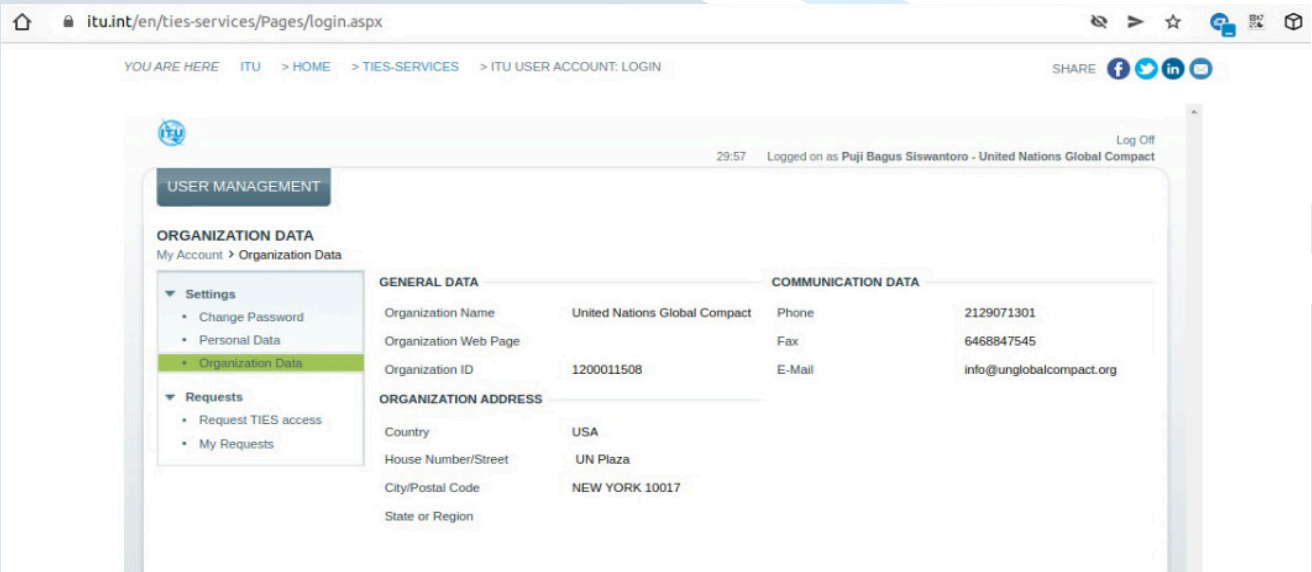 itu.int/en/ties-services/Pages/login.aspx
YOU ARE HERE ITU > HOME > TIES-SERVICES > ITU USER ACCOUNT: LOGIN
SHARE
Log Off
29:57 Logged on as Puji Bagus Siswantoro - United Nations Global Compact
USER MANAGEMENT
ORGANIZATION DATA
My Account > Organization Data
Settings
• Change Password
• Personal Data
• Organization Data
Requests
• Request TIES access
• My Requests
GENERAL DATA
Organization Name United Nations Global Compact
Organization Web Page
Organization ID 1200011508
ORGANIZATION ADDRESS
Country USA
House Number/Street UN Plaza
City/Postal Code NEW YORK 10017
State or Region
COMMUNICATION DATA
Phone 2129071301
Fax 6468847545
E-Mail info@unglobalcompact.org